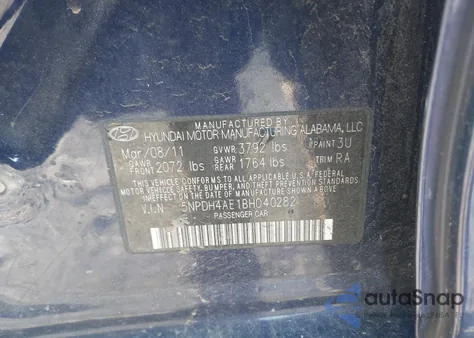 MANUFACTURED BY
HYUNDAI MOTOR MANUFACTURING ALABAMA, LLC
Mar/08/11 GVWR 3792 lbs PAINT 3U
GAWR FRONT 2072 lbs GAWR REAR 1764 lbs TRIM RA
THIS VEHICLE CONFORMS TO ALL APPLICABLE FEDERAL
MOTOR VEHICLE SAFETY, BUMPER, AND THEFT PREVENTION STANDARDS
IN EFFECT ON THE DATE OF MANUFACTURE SHOWN ABOVE.
V.I.N 5NPDH4AE1BH040282
PASSENGER CAR
autoSnap